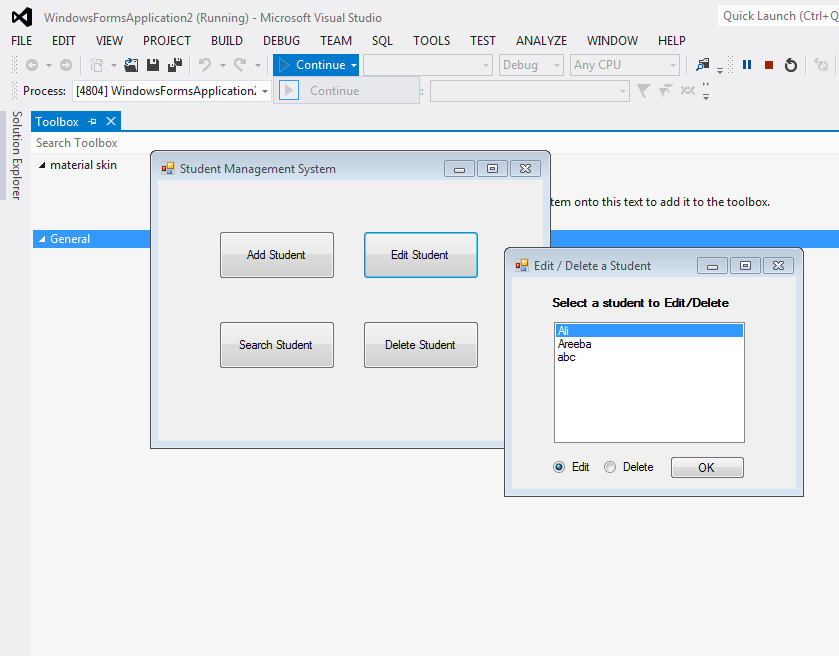 WindowsFormsApplication2 (Running) - Microsoft Visual Studio
Quick Launch (Ctrl+Q
FILE EDIT VIEW PROJECT BUILD DEBUG TEAM SQL TOOLS TEST ANALYZE WINDOW HELP
Continue Debug Any CPU
Process: [4804] WindowsFormsApplication2 Continue
Solution Explorer
Toolbox
Search Toolbox
material skin
tem onto this text to add it to the toolbox.
General
Student Management System
Add Student Edit Student
Search Student Delete Student
Edit / Delete a Student
Select a student to Edit/Delete
Ali
Areeba
abc
Edit Delete OK